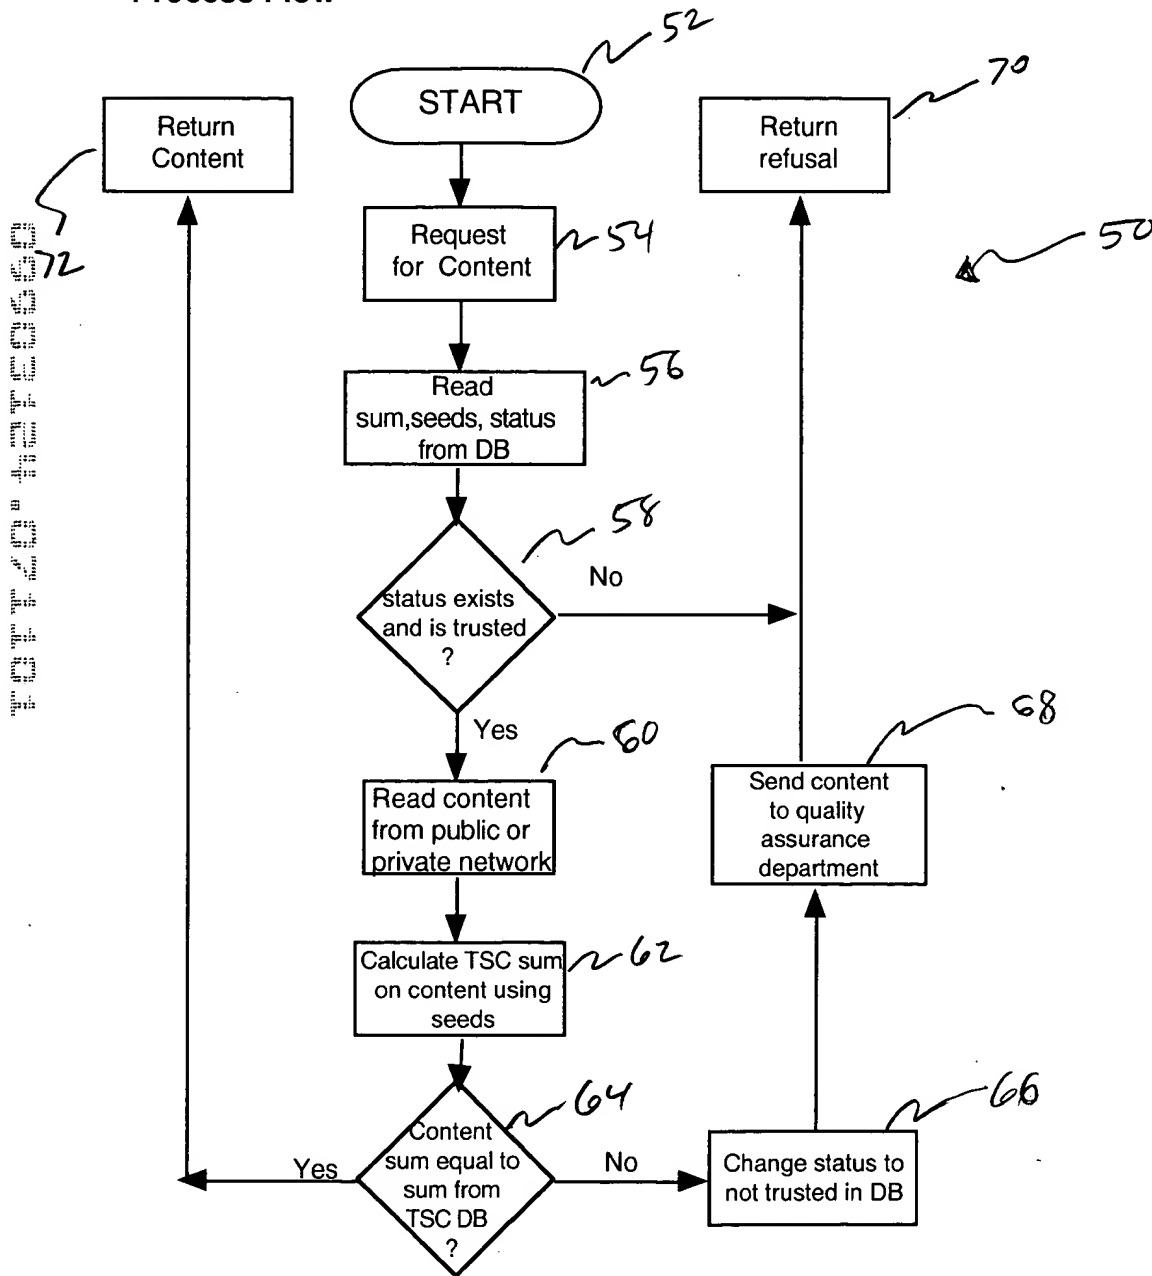 52
START
70
Return
Content
Return
refusal
72
Request
for Content
54
50
Read
sum,seeds, status
from DB
56
58
status exists
and is trusted
?
No
Yes
60
68
Read content
from public or
private network
Send content
to quality
assurance
department
Calculate TSC sum
on content using
seeds
62
64
66
Content
sum equal to
sum from
TSC DB
?
Yes
No
Change status to
not trusted in DB